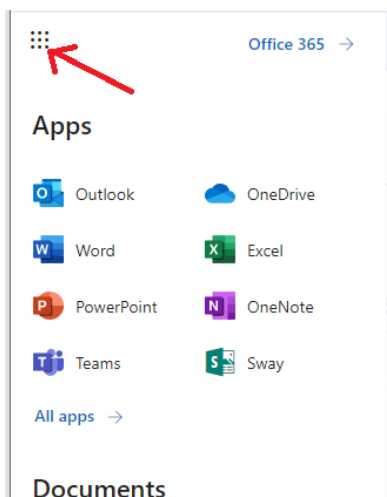 Office 365 →
Apps
Outlook OneDrive
Word Excel
PowerPoint OneNote
Teams Sway
All apps →
Documents